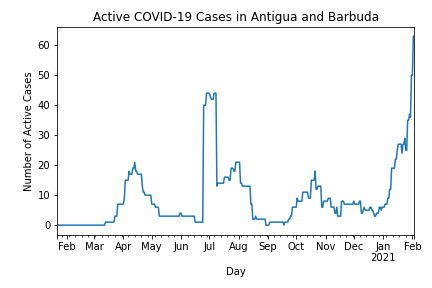 Active COVID-19 Cases in Antigua and Barbuda
Number of Active Cases
60
50
40
30
20
10
0
Feb Mar Apr May Jun Jul Aug Sep Oct Nov Dec Jan Feb
2021
Day